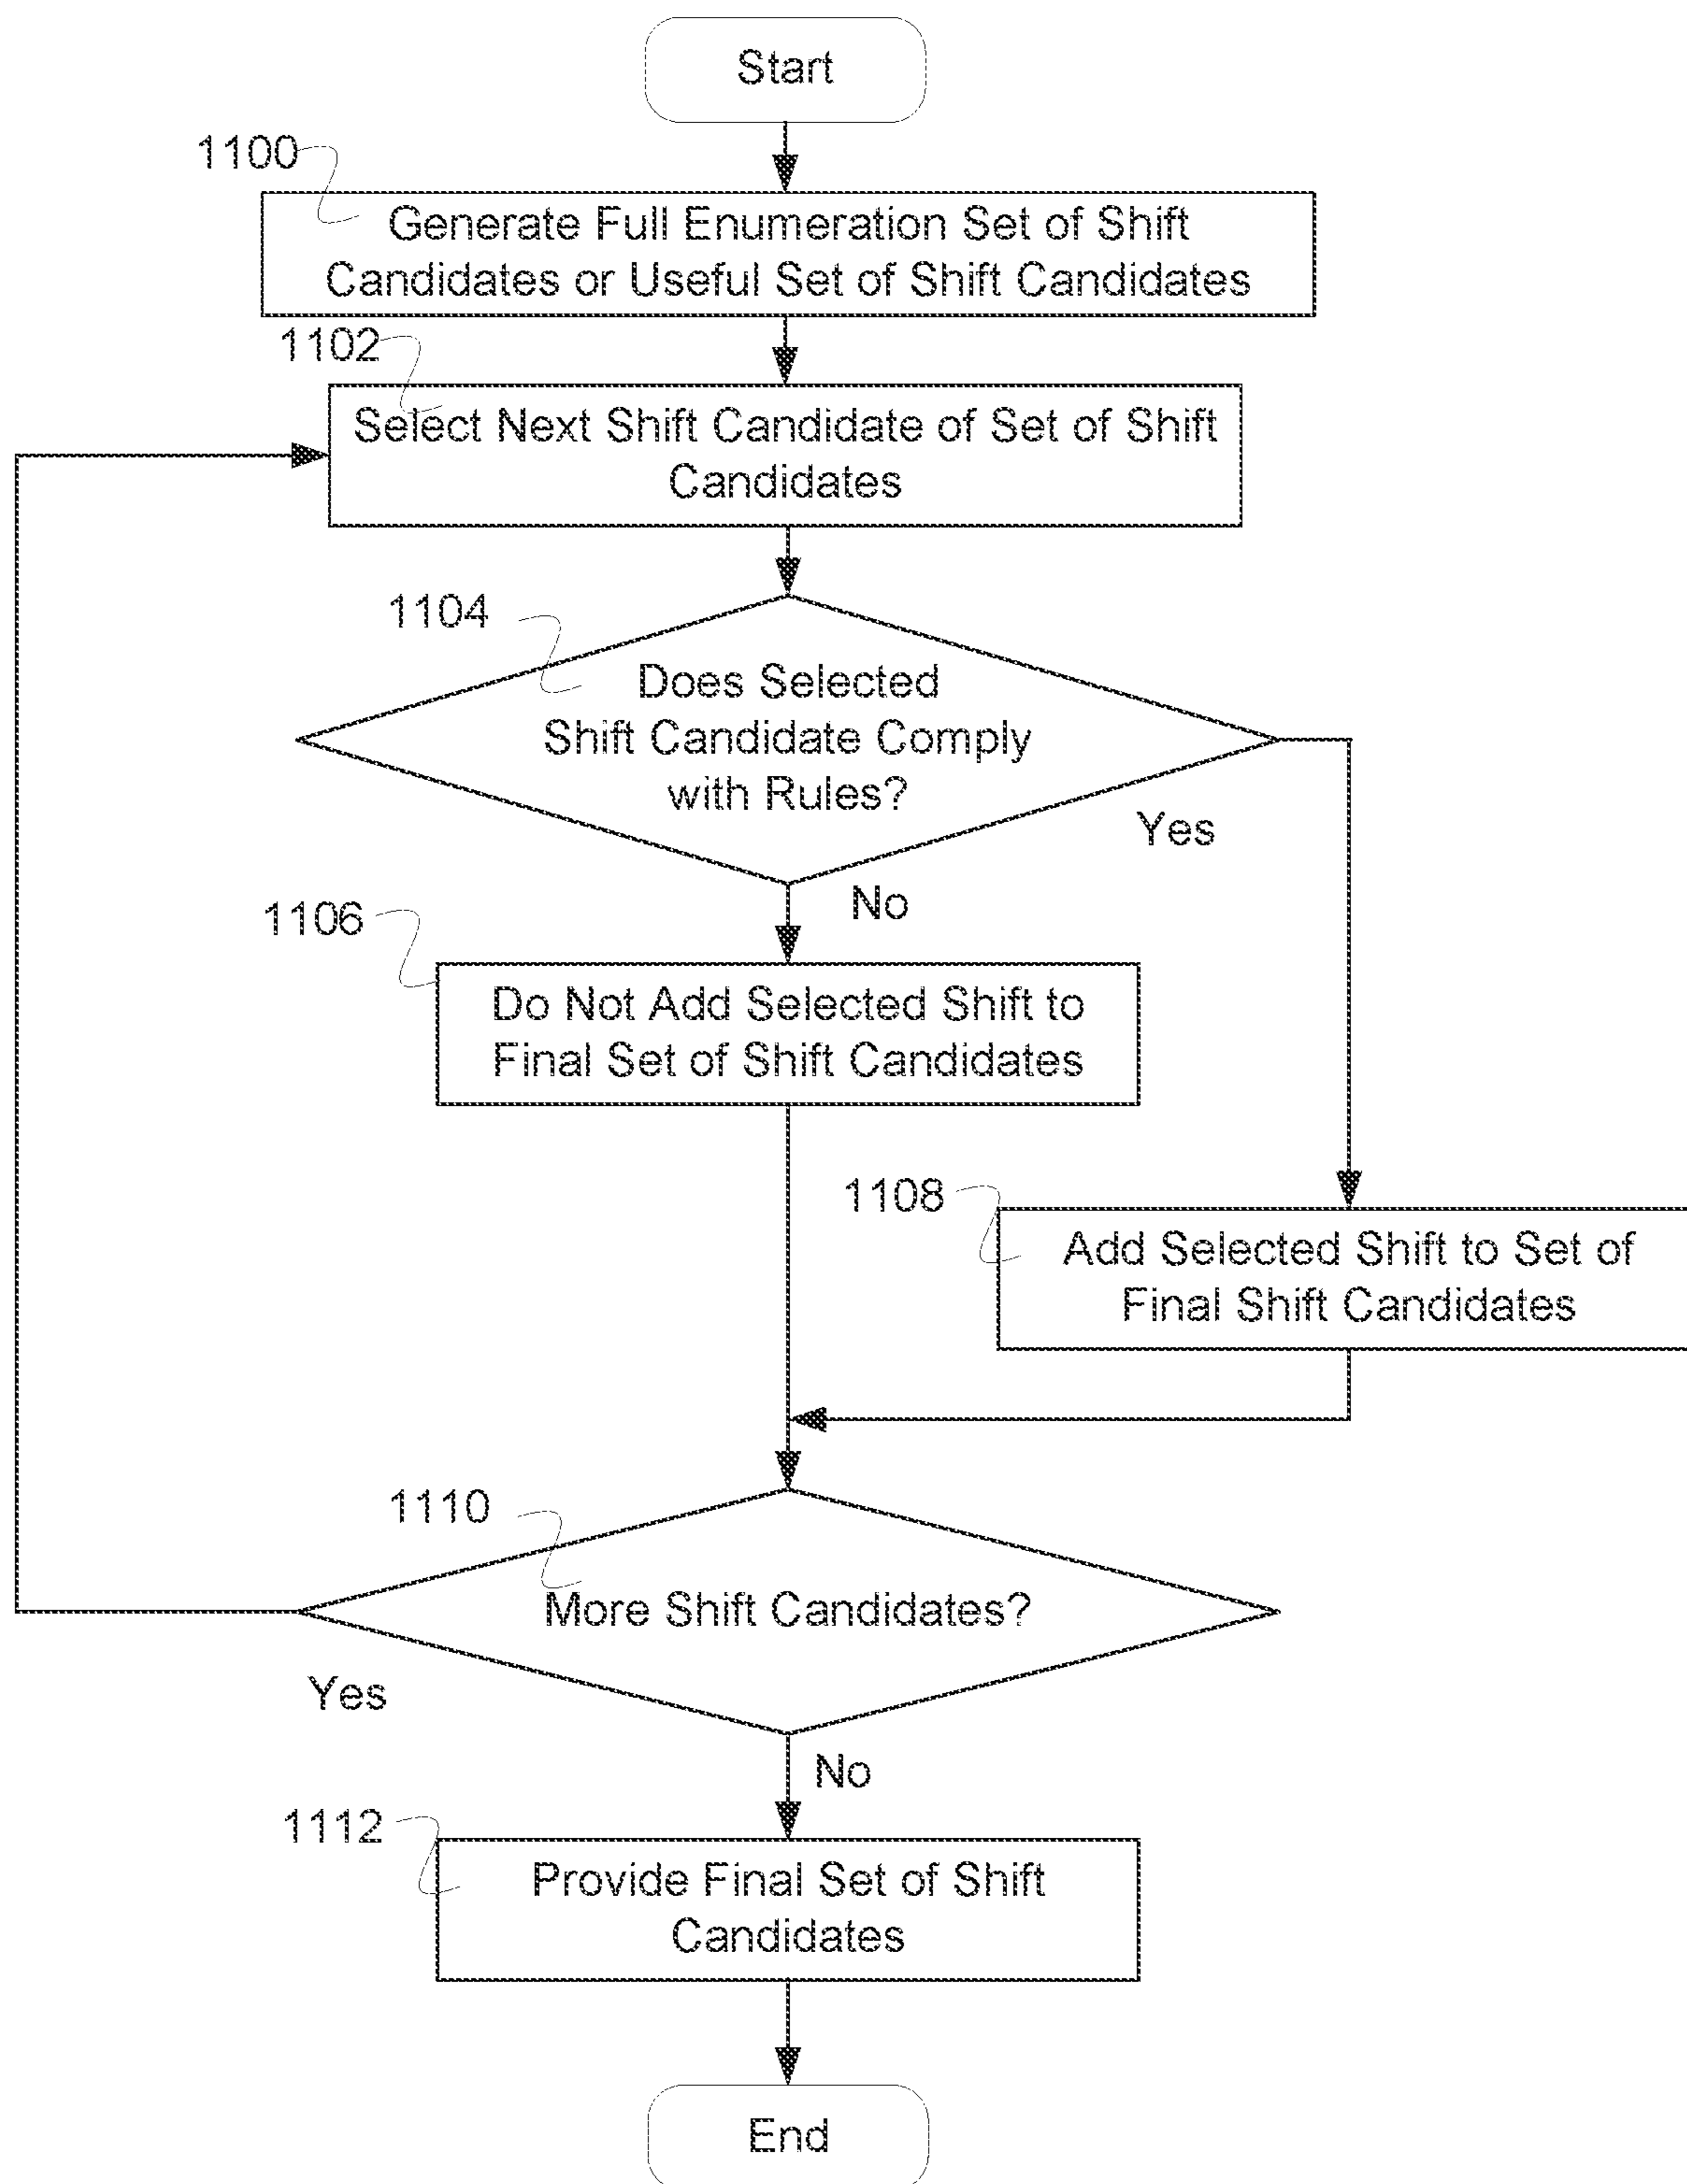 Start
1100
Generate Full Enumeration Set of Shift
Candidates or Useful Set of Shift Candidates
1102
Select Next Shift Candidate of Set of Shift
Candidates
1104
Does Selected
Shift Candidate Comply
with Rules?
Yes
No
1106
Do Not Add Selected Shift to
Final Set of Shift Candidates
1108
Add Selected Shift to Set of
Final Shift Candidates
1110
More Shift Candidates?
Yes
No
1112
Provide Final Set of Shift
Candidates
End